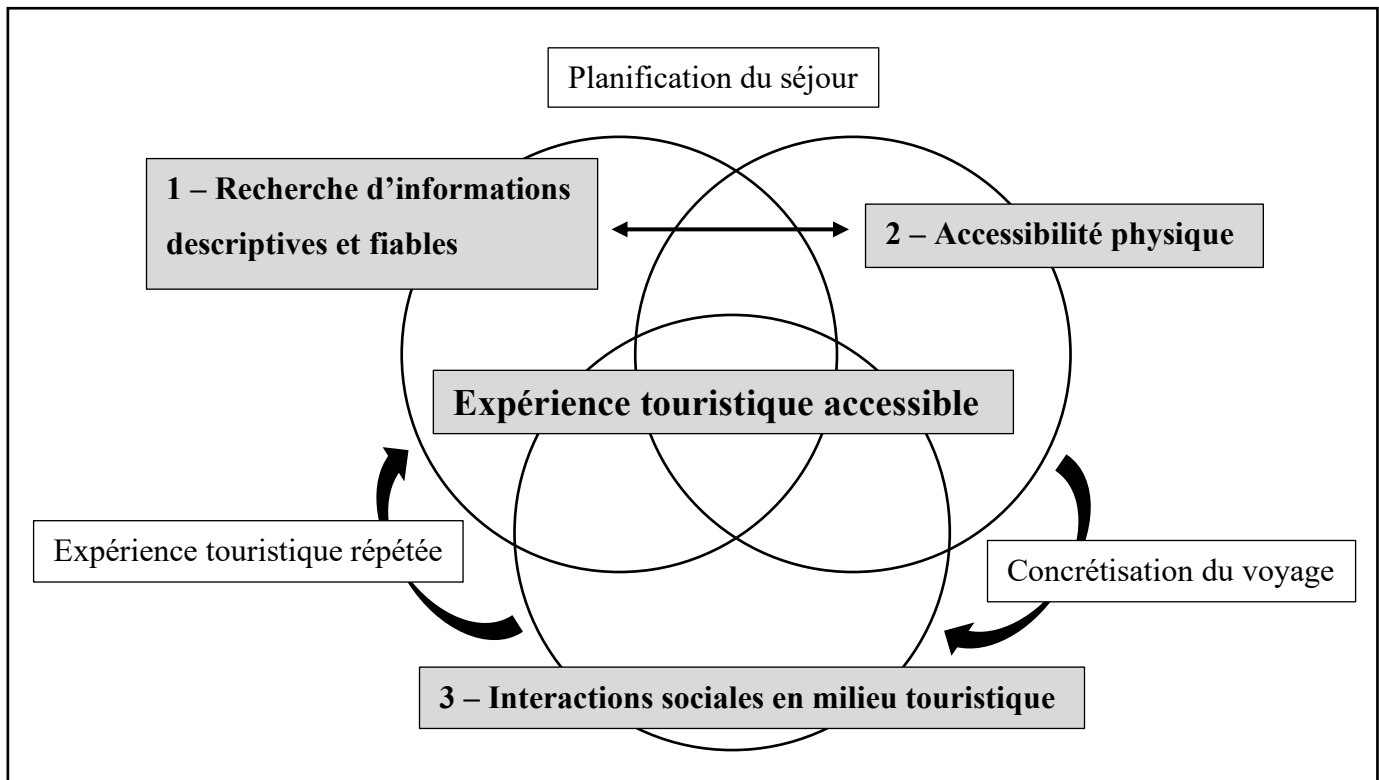 Planification du séjour
1 – Recherche d’informations
descriptives et fiables
2 – Accessibilité physique
Expérience touristique accessible
Expérience touristique répétée
Concrétisation du voyage
3 – Interactions sociales en milieu touristique